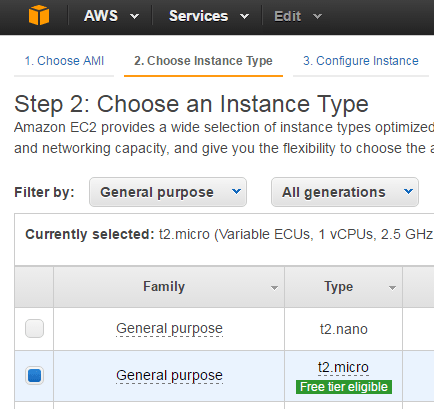 AWS Services Edit
1. Choose AMI 2. Choose Instance Type 3. Configure Instance
Step 2: Choose an Instance Type
Amazon EC2 provides a wide selection of instance types optimized
and networking capacity, and give you the flexibility to choose the
Filter by: General purpose All generations
Currently selected: t2.micro (Variable ECUs, 1 vCPUs, 2.5 GHz
Family Type
General purpose t2.nano
General purpose t2.micro
Free tier eligible